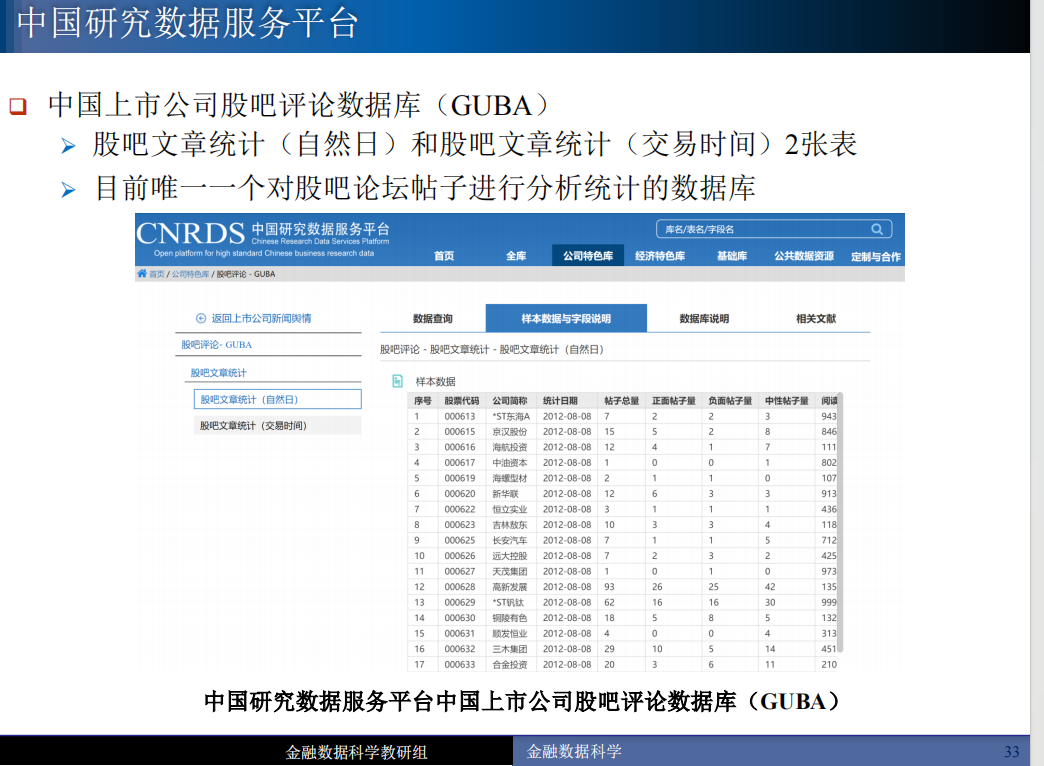 中国研究数据服务平台
中国上市公司股吧评论数据库（GUBA）
股吧文章统计（自然日）和股吧文章统计（交易时间）2张表
目前唯一一个对股吧论坛帖子进行分析统计的数据库
CNRDS 中国研究数据服务平台
Chinese Research Data Services Platform
Open platform for high standard Chinese business research data
库名/表名/字段名
首页 全库 公司特色库 经济特色库 基础库 公共数据资源 定制与合作
首页 / 公司特色库 / 股吧评论 - GUBA
返回上市公司新闻舆情
数据查询 样本数据与字段说明 数据库说明 相关文献
股吧评论- GUBA
股吧评论 - 股吧文章统计 - 股吧文章统计（自然日）
股吧文章统计
股吧文章统计（自然日）
股吧文章统计（交易时间）
样本数据
序号 股票代码 公司简称 统计日期 帖子总量 正面帖子量 负面帖子量 中性帖子量 阅读
1 000613 *ST东海A 2012-08-08 7 2 2 3 943
2 000615 京汉股份 2012-08-08 15 5 2 8 846
3 000616 海航投资 2012-08-08 12 4 1 7 111
4 000617 中油资本 2012-08-08 1 0 0 1 802
5 000619 海螺型材 2012-08-08 2 1 1 0 107
6 000620 新华联 2012-08-08 12 6 3 3 913
7 000622 恒立实业 2012-08-08 3 1 1 1 436
8 000623 吉林敖东 2012-08-08 10 3 3 4 118
9 000625 长安汽车 2012-08-08 7 1 1 5 712
10 000626 远大控股 2012-08-08 7 2 3 2 425
11 000627 天茂集团 2012-08-08 1 0 1 0 973
12 000628 高新发展 2012-08-08 93 26 25 42 135
13 000629 *ST钒钛 2012-08-08 62 16 16 30 999
14 000630 铜陵有色 2012-08-08 18 5 8 5 132
15 000631 顺发恒业 2012-08-08 4 0 0 4 313
16 000632 三木集团 2012-08-08 29 10 5 14 451
17 000633 合金投资 2012-08-08 20 3 6 11 210
中国研究数据服务平台中国上市公司股吧评论数据库（GUBA）
金融数据科学教研组 金融数据科学 33